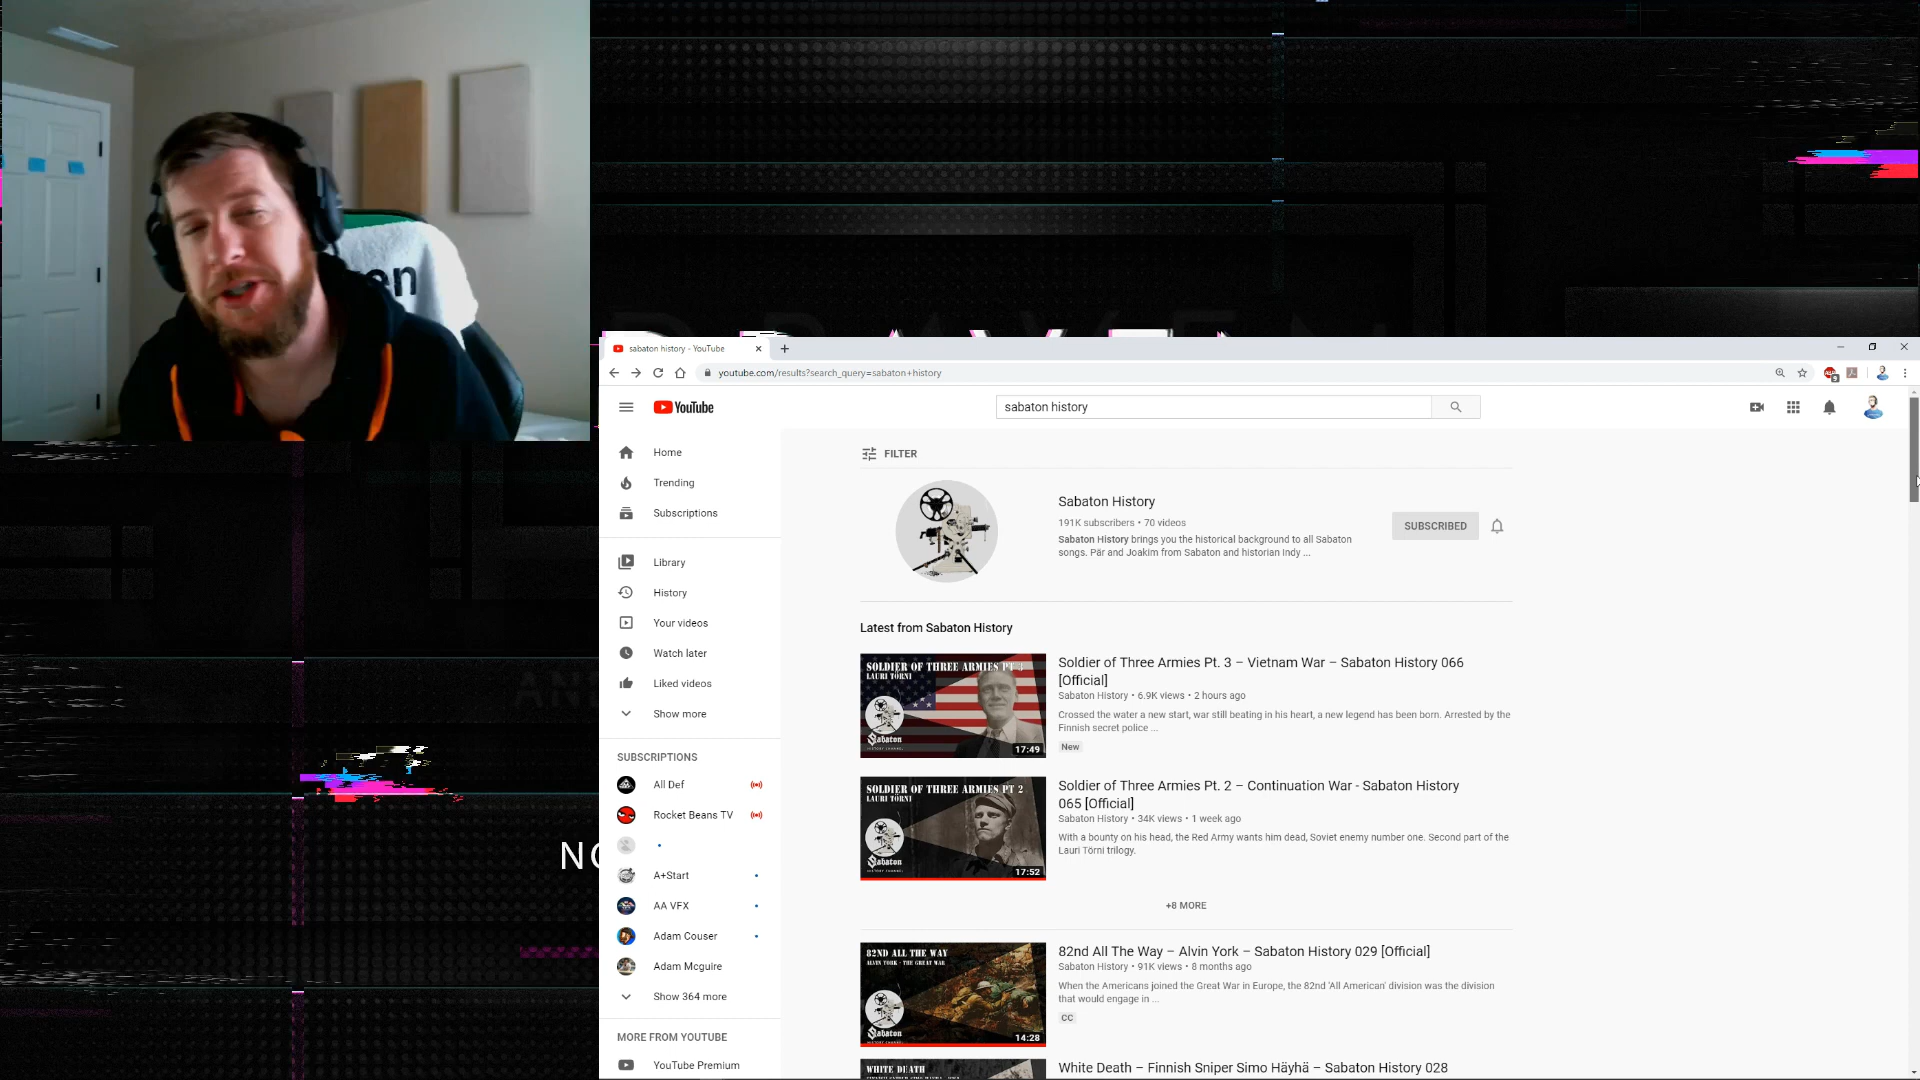 en
sabaton history - YouTube
youtube.com/results?search_query=sabaton+history
YouTube
sabaton history
Home
Trending
Subscriptions
Library
History
Your videos
Watch later
Liked videos
Show more
SUBSCRIPTIONS
All Def
Rocket Beans TV
A+Start
AA VFX
Adam Couser
Adam Mcguire
Show 364 more
MORE FROM YOUTUBE
YouTube Premium
FILTER
Sabaton History
191K subscribers • 70 videos
Sabaton History brings you the historical background to all Sabaton
songs. Pär and Joakim from Sabaton and historian Indy ...
SUBSCRIBED
Latest from Sabaton History
SOLDIER OF THREE ARMIES PT 3
LAURI TÖRNI
Sabaton
17:49
Soldier of Three Armies Pt. 3 – Vietnam War – Sabaton History 066
[Official]
Sabaton History • 6.9K views • 2 hours ago
Crossed the water a new start, war still beating in his heart, a new legend has been born. Arrested by the
Finnish secret police ...
New
SOLDIER OF THREE ARMIES PT 2
LAURI TÖRNI
Sabaton
17:52
Soldier of Three Armies Pt. 2 – Continuation War - Sabaton History
065 [Official]
Sabaton History • 34K views • 1 week ago
With a bounty on his head, the Red Army wants him dead, Soviet enemy number one. Second part of the
Lauri Törni trilogy.
+8 MORE
82ND ALL THE WAY
ALVIN YORK - THE GREAT WAR
Sabaton
14:28
82nd All The Way – Alvin York – Sabaton History 029 [Official]
Sabaton History • 91K views • 8 months ago
When the Americans joined the Great War in Europe, the 82nd 'All American' division was the division
that would engage in ...
CC
WHITE DEATH
White Death – Finnish Sniper Simo Häyhä – Sabaton History 028
AN
NO